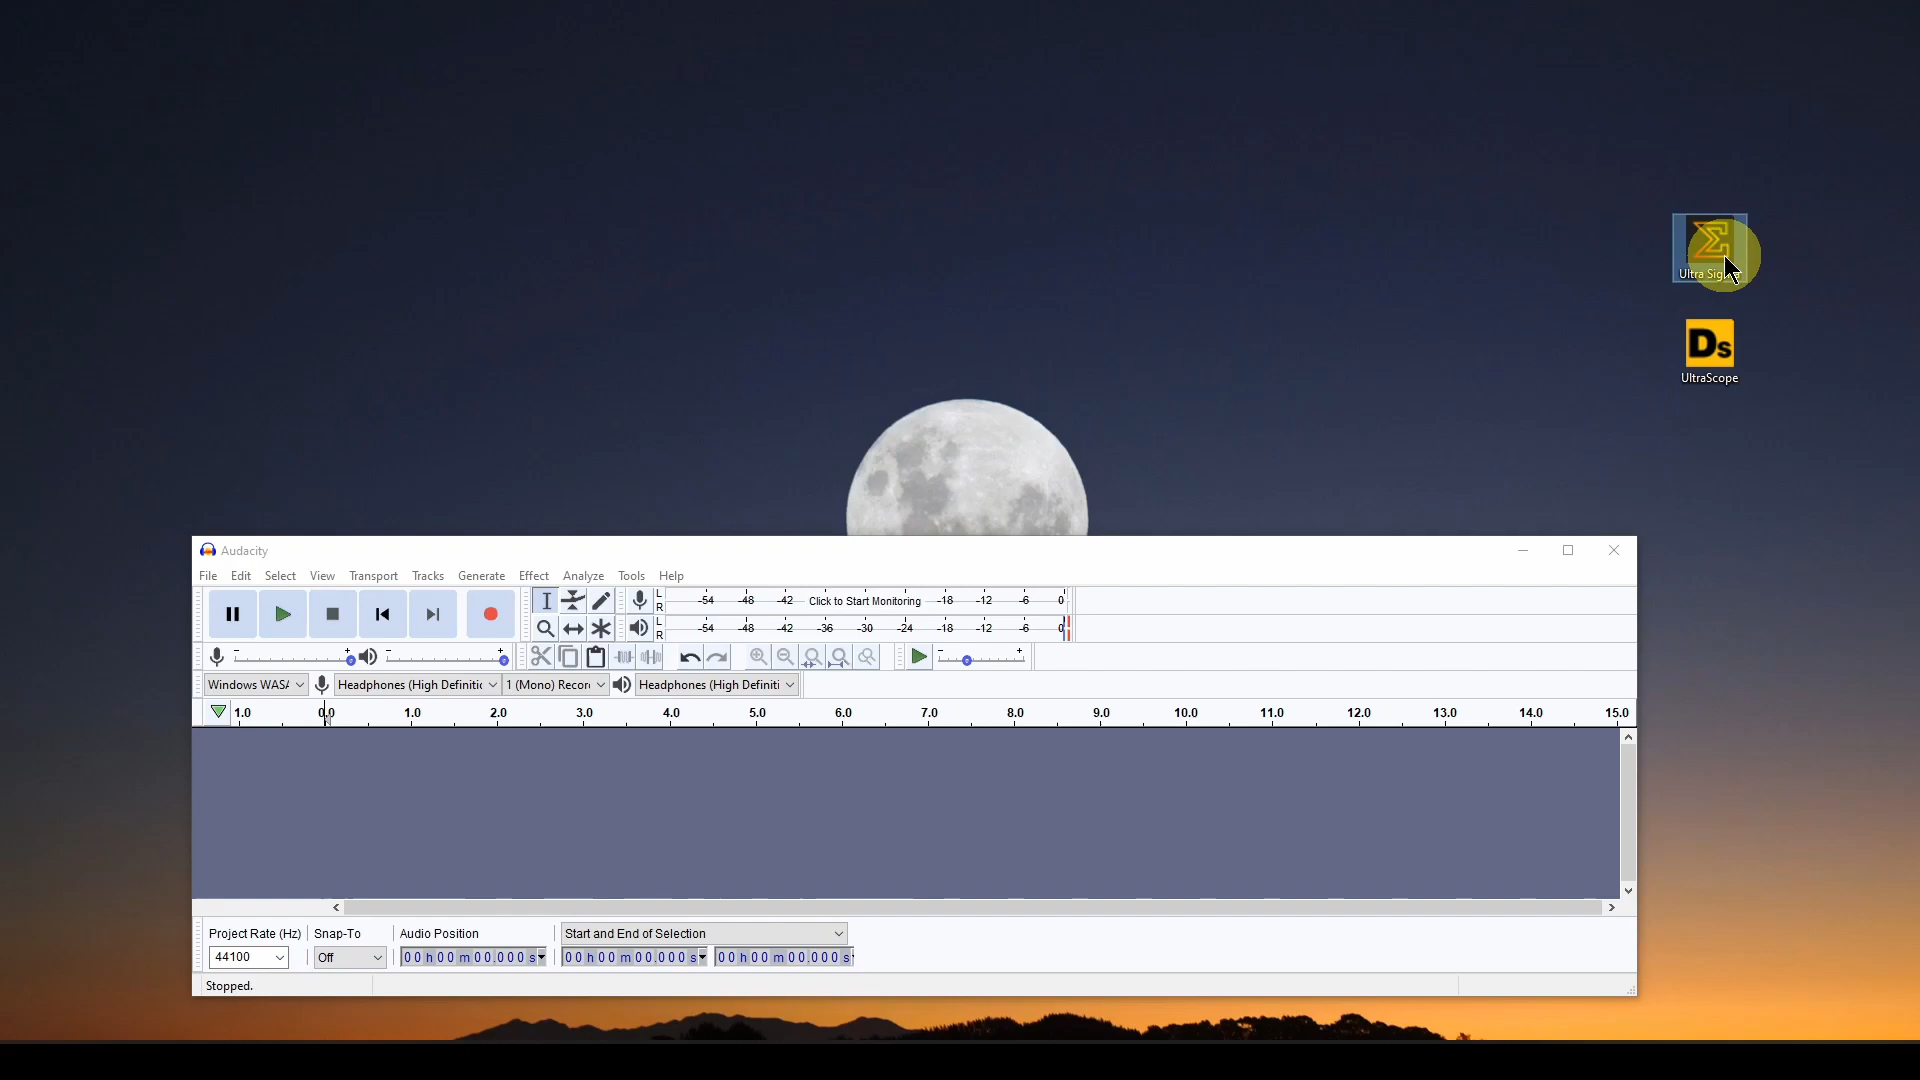 Σ
Ultra Sigma
Ds
UltraScope
Audacity
File Edit Select View Transport Tracks Generate Effect Analyze Tools Help
L -54 -48 -42 Click to Start Monitoring -18 -12 -6 0
R
L -54 -48 -42 -36 -30 -24 -18 -12 -6 0
R
- + - + - +
Windows WASA Headphones (High Definitic 1 (Mono) Recor Headphones (High Definiti
1.0 0.0 1.0 2.0 3.0 4.0 5.0 6.0 7.0 8.0 9.0 10.0 11.0 12.0 13.0 14.0 15.0
Project Rate (Hz) Snap-To Audio Position Start and End of Selection
44100 Off 00 h 00 m 00.000 s 00 h 00 m 00.000 s 00 h 00 m 00.000 s
Stopped.